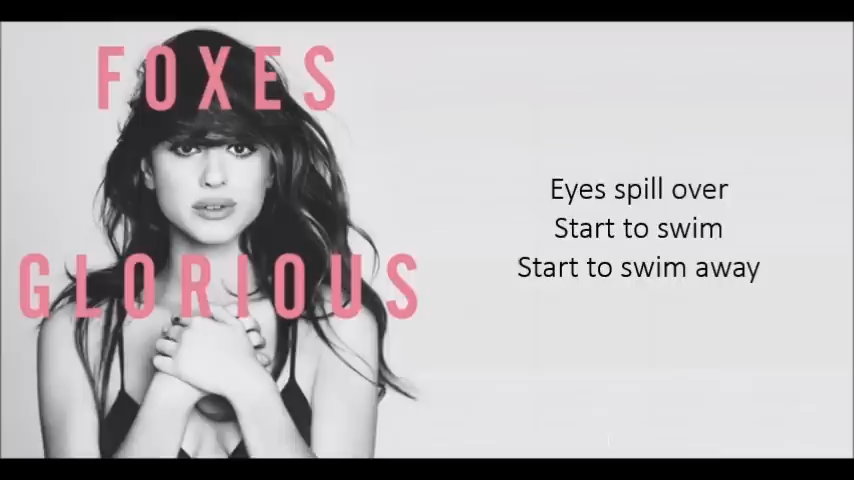 FOXES
GLORIOUS
Eyes spill over
Start to swim
Start to swim away